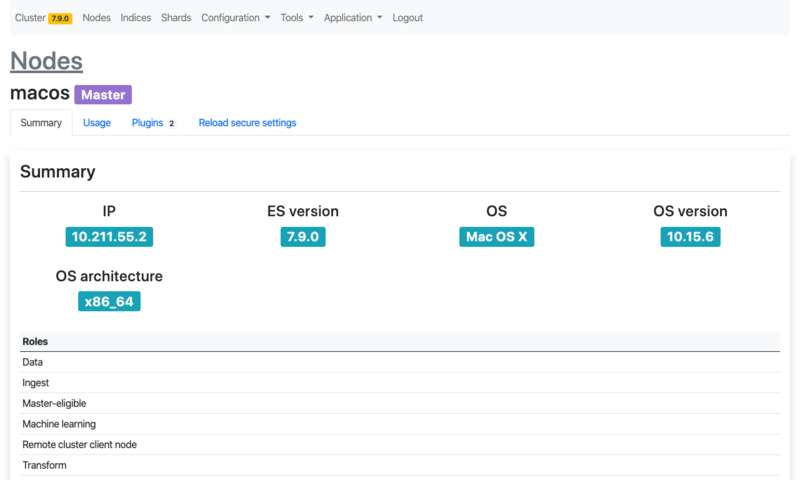 Cluster 7.9.0 Nodes Indices Shards Configuration Tools Application Logout
Nodes
macos Master
Summary Usage Plugins 2 Reload secure settings
Summary
IP ES version OS OS version
10.211.55.2 7.9.0 Mac OS X 10.15.6
OS architecture
x86_64
Roles
Data
Ingest
Master-eligible
Machine learning
Remote cluster client node
Transform